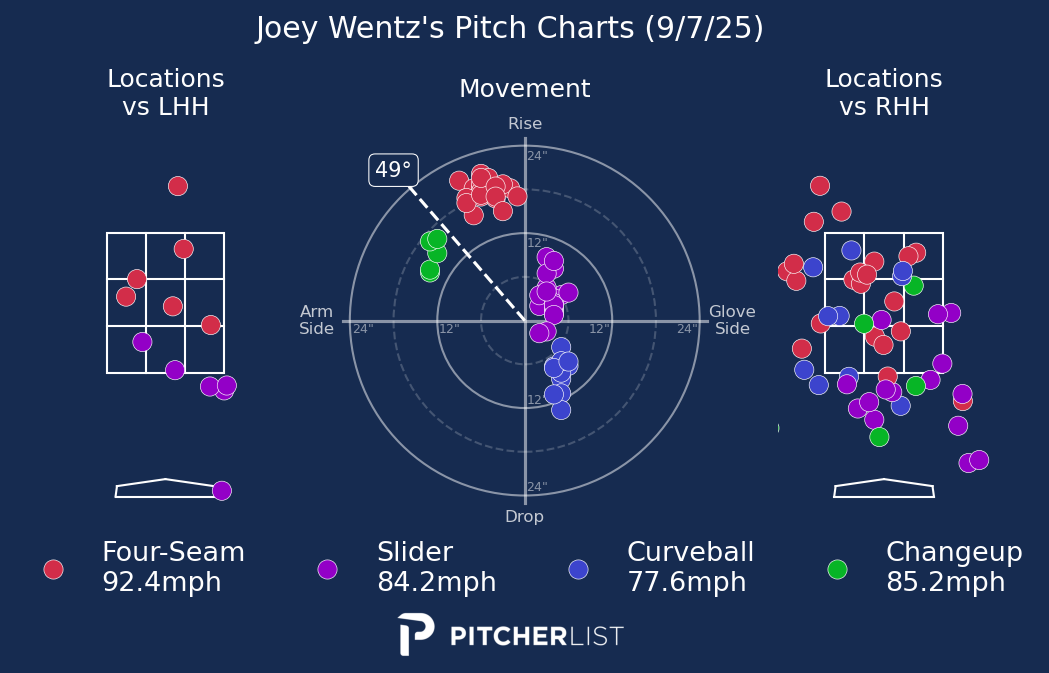 Joey Wentz's Pitch Charts (9/7/25)
Locations
vs LHH
Movement
Locations
vs RHH
Rise
24"
49°
12"
Arm
Side
24"
12"
12"
24"
Glove
Side
12"
24"
Drop
Four-Seam
92.4mph
Slider
84.2mph
Curveball
77.6mph
Changeup
85.2mph
PITCHERLIST